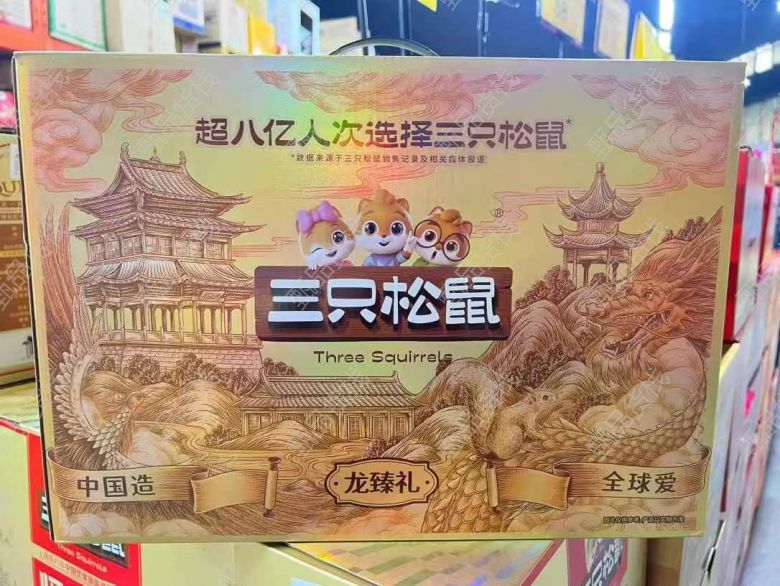 超八亿人次选择三只松鼠*
*数据来源于三只松鼠销售记录及相关媒体报道
®
三只松鼠
Three Squirrels
中国造
龙臻礼
全球爱
Three Squirrels